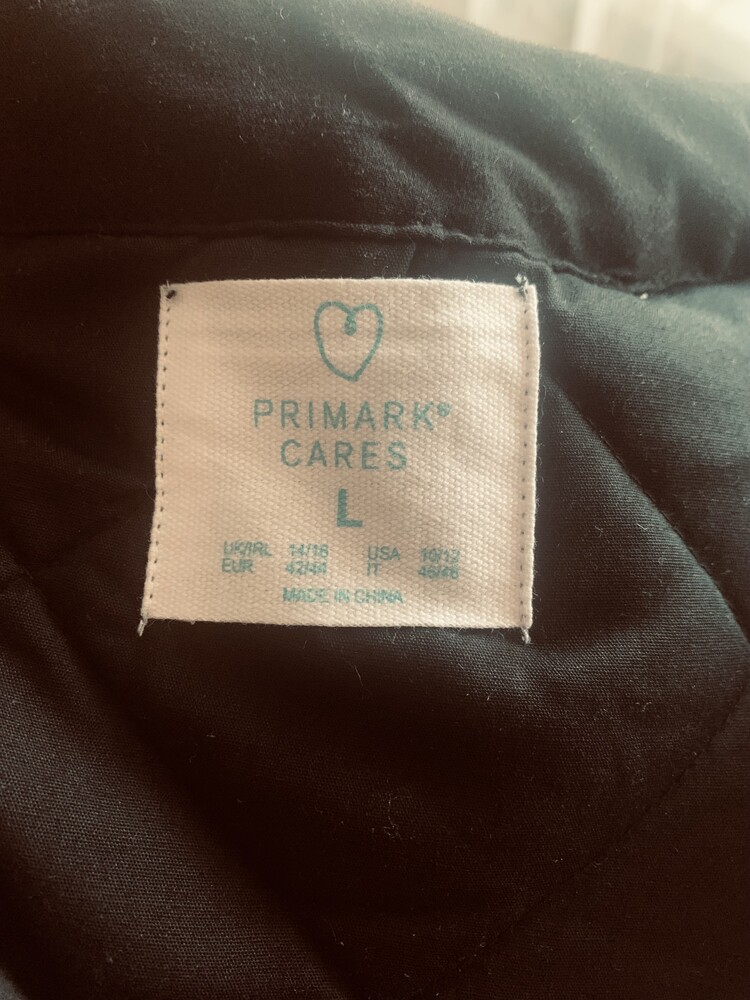 PRIMARK®
CARES
L
UK/IRL 14/16 USA 10/12
EUR 42/44 IT 46/48
MADE IN CHINA